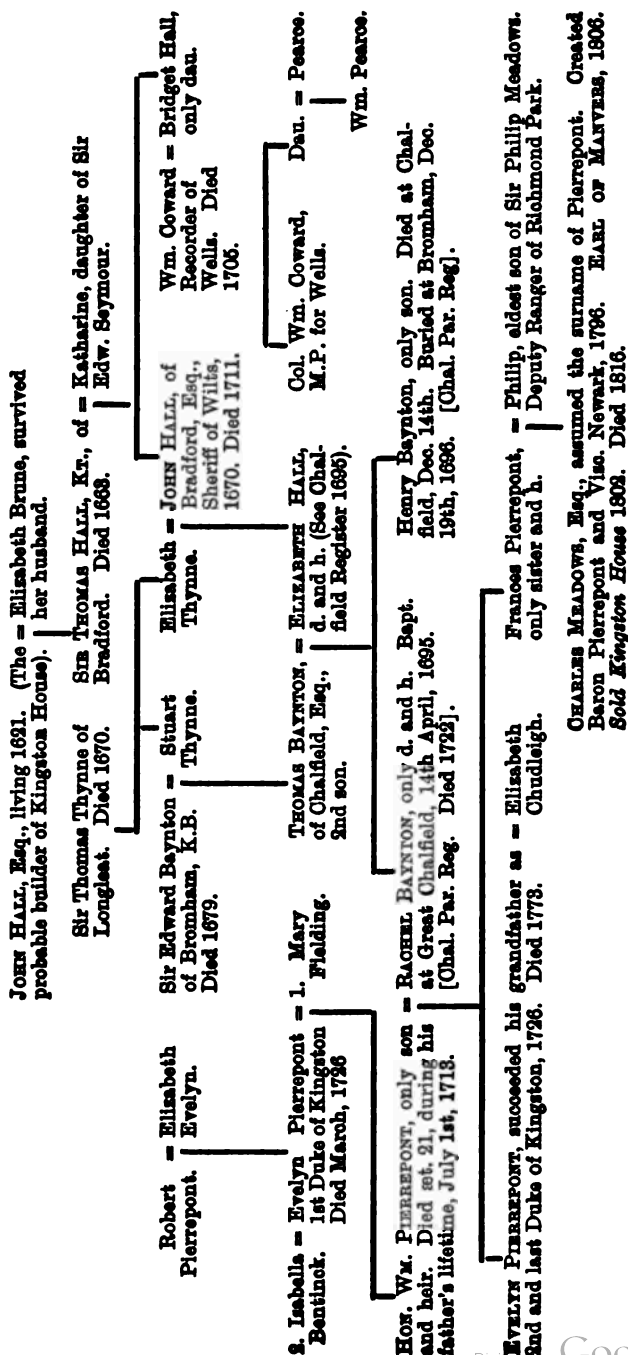 JOHN HALL, Esq., living 1621. (The = Elisabeth Brune, survived
probable builder of Kingston House). her husband.
Sir Thomas Thynne of
Longleat. Died 1670.
SIR THOMAS HALL, KT., of = Katharine, daughter of Sir
Bradford. Died 1663. Edw. Seymour.
Robert = Elisabeth
Pierrepont. Evelyn.
Sir Edward Baynton = Stuart
of Bromham, K.B. Thynne.
Died 1679.
Elisabeth = JOHN HALL, of
Thynne. Bradford, Esq.,
Sheriff of Wilts,
1670. Died 1711.
Wm. Coward = Bridget Hall,
Recorder of only dau.
Wells. Died
1705.
2. Isabella = Evelyn Pierrepont = 1. Mary
Bentinck. 1st Duke of Kingston Fielding.
Died March, 1726
THOMAS BAYNTON, = ELIZABETH HALL,
of Chalfield, Esq., d. and h. (See Chal-
2nd son. field Register 1695).
Col. Wm. Coward,
M.P. for Wells.
Dau. = Pearce.
Wm. Pearce.
HON. WM. PIERREPONT, only son = RACHEL BAYNTON, only d. and h. Bapt.
and heir. Died æt. 21, during his at Great Chalfield, 14th April, 1695.
father's lifetime, July 1st, 1713. [Chal. Par. Reg. Died 1722].
Henry Baynton, only son. Died at Chal-
field, Dec. 14th. Buried at Bromham, Dec.
19th, 1696. [Chal. Par. Reg].
EVELYN PIERREPONT, succeeded his grandfather as = Elisabeth
2nd and last Duke of Kingston, 1726. Died 1773. Chudleigh.
Frances Pierrepont, = Philip, eldest son of Sir Philip Meadows.
only sister and h. Deputy Ranger of Richmond Park.
CHARLES MEADOWS, Esq., assumed the surname of Pierrepont. Created
Baron Pierrepont and Visc. Newark, 1796. EARL OF MANVERS, 1806.
Sold Kingston House 1802. Died 1816.